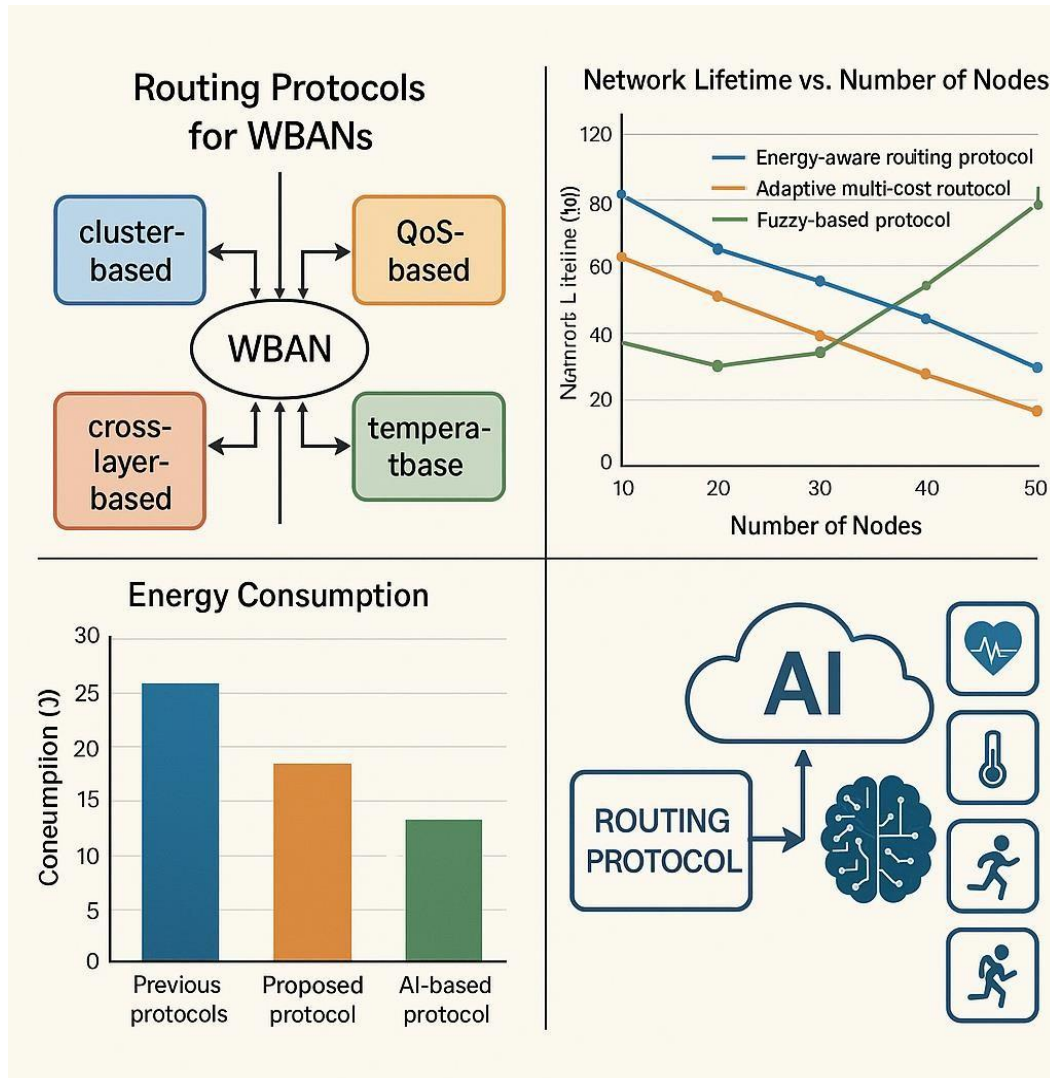 Routing Protocols
for WBANs
cluster-
based
QoS-
based
WBAN
cross-
layer-
based
tempera-
tbase
Network Lifetime vs. Number of Nodes
120
80
60
40
20
0
Energy-aware routiing protocol
Adaptive multi-cost routocol
Fuzzy-based protocol
10 20 30 40 50
Number of Nodes
Energy Consumption
30
25
20
15
10
5
0
Previous
protocols
Proposed
protocol
AI-based
protocol
AI
ROUTING
PROTOCOL